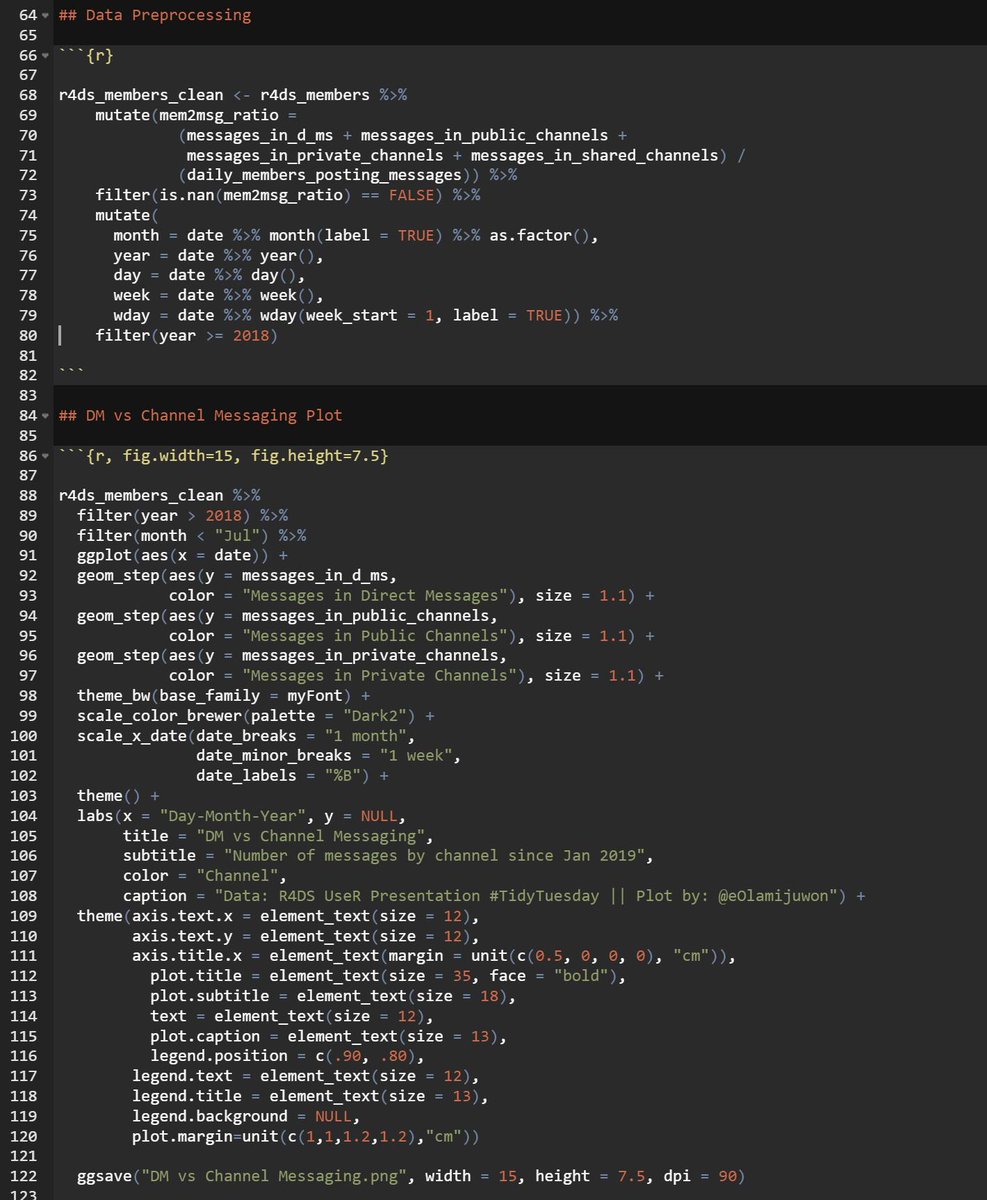 64 ## Data Preprocessing
65
66 ```{r}
67
68 r4ds_members_clean <- r4ds_members %>%
69     mutate(mem2msg_ratio =
70              (messages_in_d_ms + messages_in_public_channels +
71               messages_in_private_channels + messages_in_shared_channels) /
72              (daily_members_posting_messages)) %>%
73     filter(is.nan(mem2msg_ratio) == FALSE) %>%
74     mutate(
75       month = date %>% month(label = TRUE) %>% as.factor(),
76       year = date %>% year(),
77       day = date %>% day(),
78       week = date %>% week(),
79       wday = date %>% wday(week_start = 1, label = TRUE)) %>%
80     filter(year >= 2018)
81
82 ```
83
84 ## DM vs Channel Messaging Plot
85
86 ```{r, fig.width=15, fig.height=7.5}
87
88 r4ds_members_clean %>%
89   filter(year > 2018) %>%
90   filter(month < "Jul") %>%
91   ggplot(aes(x = date)) +
92   geom_step(aes(y = messages_in_d_ms,
93             color = "Messages in Direct Messages"), size = 1.1) +
94   geom_step(aes(y = messages_in_public_channels,
95             color = "Messages in Public Channels"), size = 1.1) +
96   geom_step(aes(y = messages_in_private_channels,
97             color = "Messages in Private Channels"), size = 1.1) +
98   theme_bw(base_family = myFont) +
99   scale_color_brewer(palette = "Dark2") +
100   scale_x_date(date_breaks = "1 month",
101                date_minor_breaks = "1 week",
102                date_labels = "%B") +
103   theme() +
104   labs(x = "Day-Month-Year", y = NULL,
105        title = "DM vs Channel Messaging",
106        subtitle = "Number of messages by channel since Jan 2019",
107        color = "Channel",
108        caption = "Data: R4DS UseR Presentation #TidyTuesday || Plot by: @eOlamijuwon") +
109   theme(axis.text.x = element_text(size = 12),
110         axis.text.y = element_text(size = 12),
111         axis.title.x = element_text(margin = unit(c(0.5, 0, 0, 0), "cm")),
112           plot.title = element_text(size = 35, face = "bold"),
113           plot.subtitle = element_text(size = 18),
114           text = element_text(size = 12),
115           plot.caption = element_text(size = 13),
116           legend.position = c(.90, .80),
117         legend.text = element_text(size = 12),
118         legend.title = element_text(size = 13),
119         legend.background = NULL,
120         plot.margin=unit(c(1,1,1.2,1.2),"cm"))
121
122   ggsave("DM vs Channel Messaging.png", width = 15, height = 7.5, dpi = 90)
123